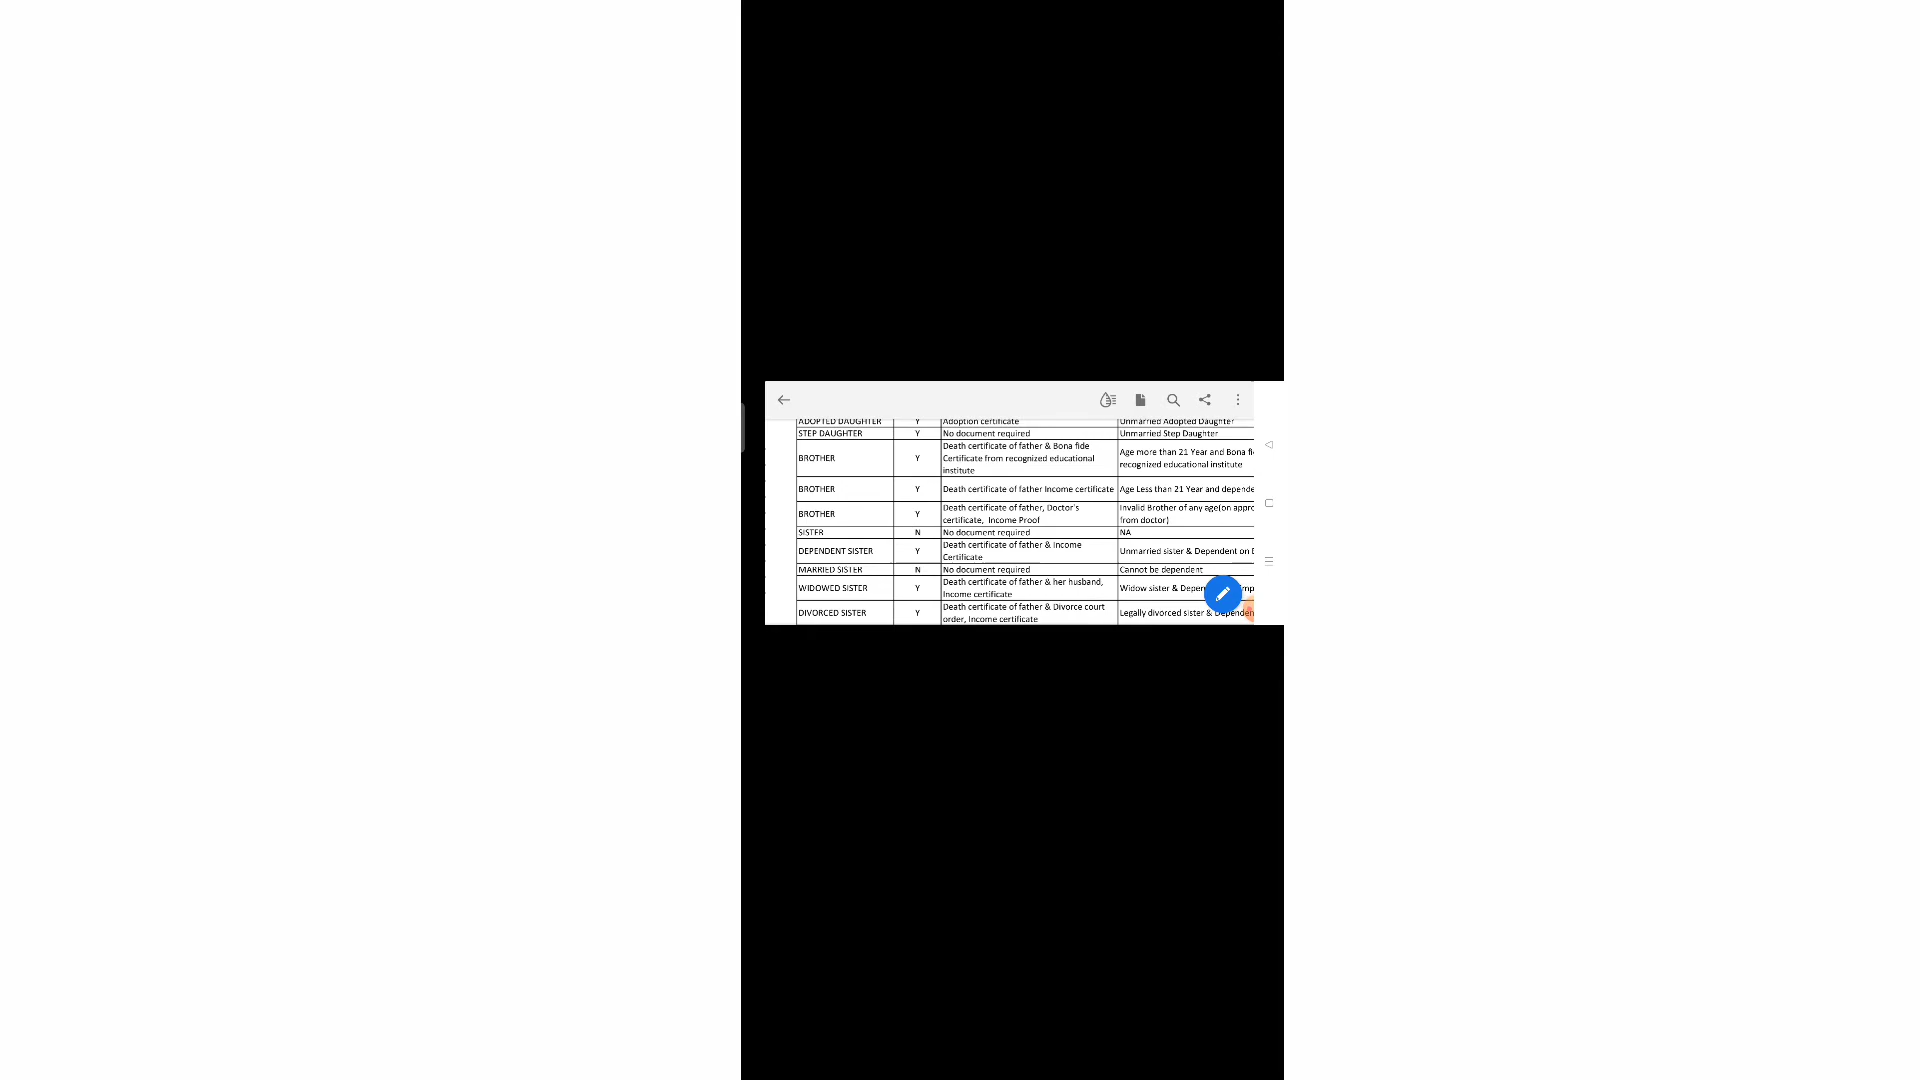 ADOPTED DAUGHTER Y Adoption certificate Unmarried Adopted Daughter
STEP DAUGHTER Y No document required Unmarried Step Daughter
BROTHER Y Death certificate of father & Bona fide Certificate from recognized educational institute Age more than 21 Year and Bona recognized educational institute
BROTHER Y Death certificate of father Income certificate Age Less than 21 Year and
BROTHER Y Death certificate of father, Doctor's certificate, Income Proof Invalid Brother of any age(on from doctor)
SISTER N No document required NA
DEPENDENT SISTER Y Death certificate of father & Income Certificate Unmarried sister & Dependent on
MARRIED SISTER N No document required Cannot be dependent
WIDOWED SISTER Y Death certificate of father & her husband, Income certificate Widow sister &
DIVORCED SISTER Y Death certificate of father & Divorce court order, Income certificate Legally divorced sister &